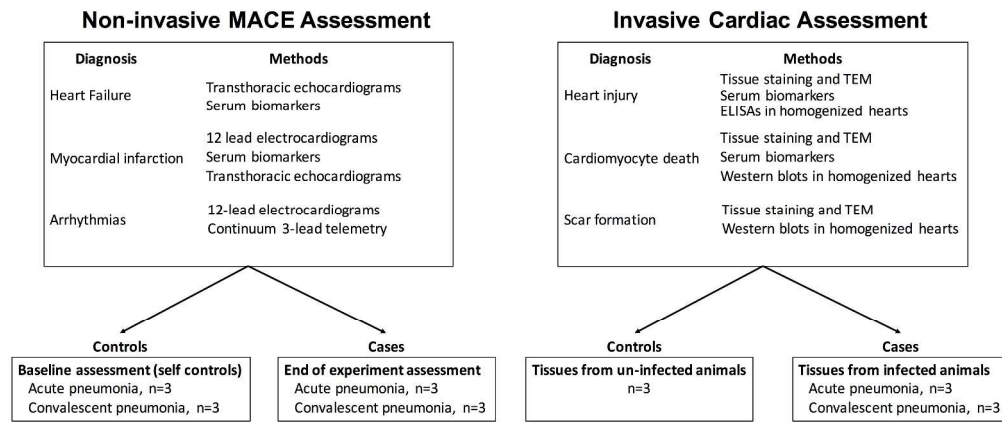 Non-invasive MACE Assessment
Diagnosis Methods
Heart Failure
Transthoracic echocardiograms
Serum biomarkers
Myocardial infarction
12 lead electrocardiograms
Serum biomarkers
Transthoracic echocardiograms
Arrhythmias
12-lead electrocardiograms
Continuum 3-lead telemetry
Controls
Baseline assessment (self controls)
Acute pneumonia, n=3
Convalescent pneumonia, n=3
Cases
End of experiment assessment
Acute pneumonia, n=3
Convalescent pneumonia, n=3
Invasive Cardiac Assessment
Diagnosis Methods
Heart injury
Tissue staining and TEM
Serum biomarkers
ELISAs in homogenized hearts
Cardiomyocyte death
Tissue staining and TEM
Serum biomarkers
Western blots in homogenized hearts
Scar formation
Tissue staining and TEM
Western blots in homogenized hearts
Controls
Tissues from un-infected animals
n=3
Cases
Tissues from infected animals
Acute pneumonia, n=3
Convalescent pneumonia, n=3